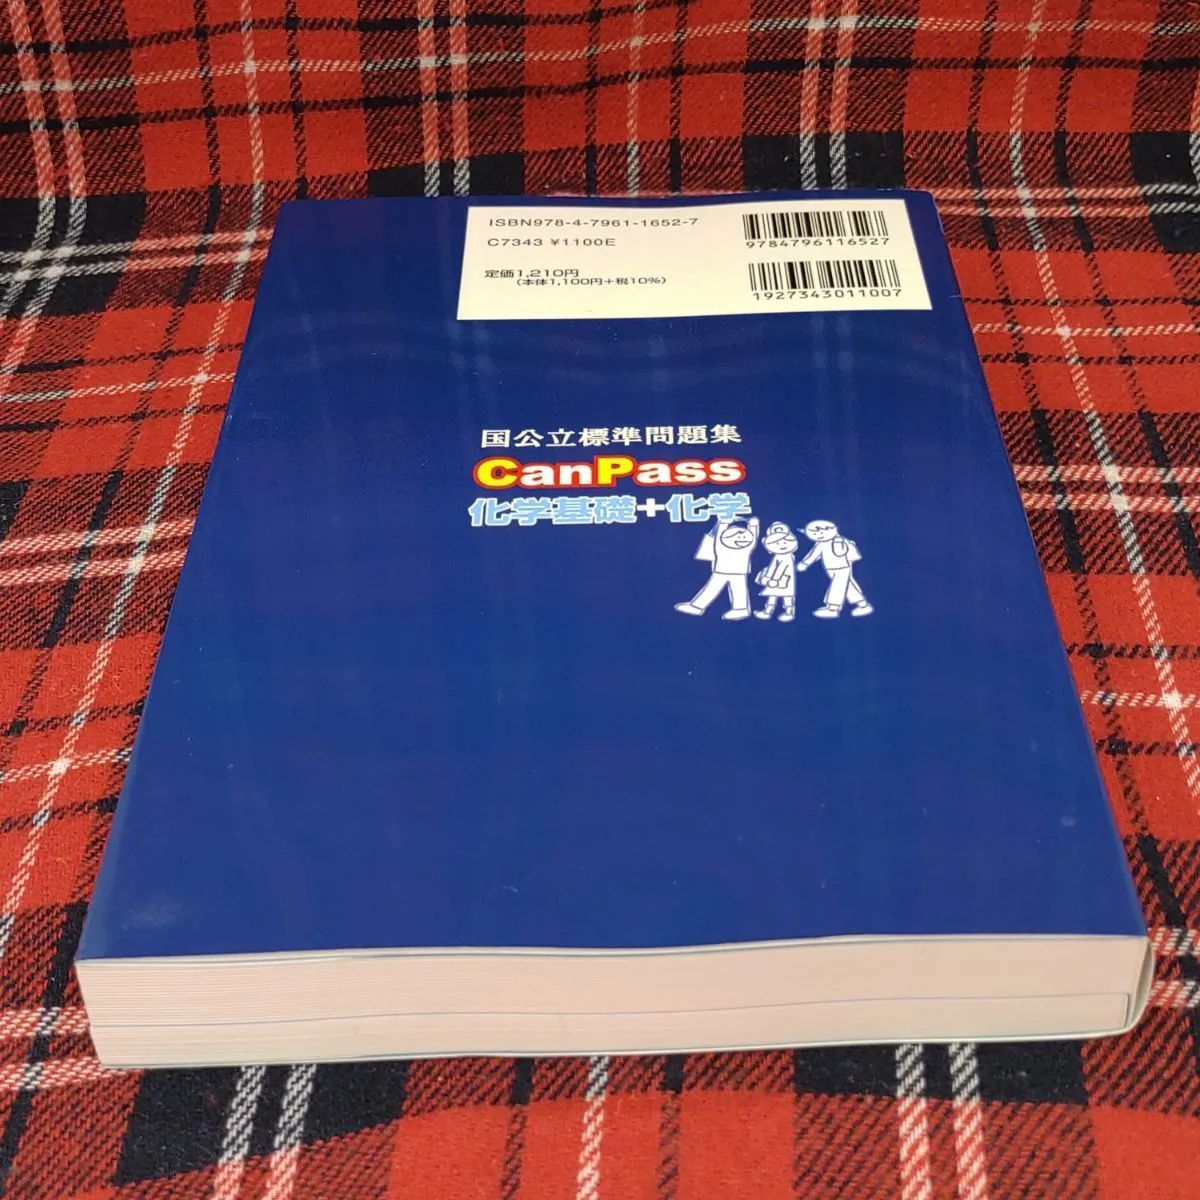 ISBN978-4-7961-1652-7
C7343 ¥1100E
定価1,210円
(本体1,100円+税10%)
9784796116527
1927343011007
国公立標準問題集
CanPass
化学基礎+化学